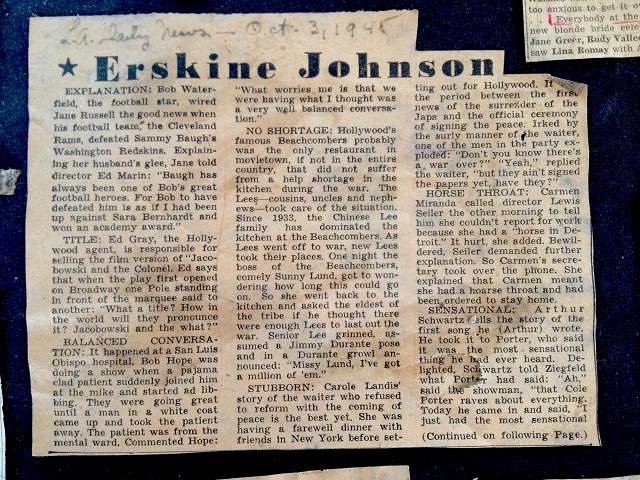 L.A. Daily News — Oct. 3, 1945
★ Erskine Johnson
EXPLANATION: Bob Water-
field, the football star, wired
Jane Russell the good news when
his football team, the Cleveland
Rams, defeated Sammy Baugh's
Washington Redskins. Explain-
ing her husband's glee, Jane told
director Ed Marin: "Baugh has
always been one of Bob's great
football heroes. For Bob to have
defeated him is as if I had been
up against Sara Bernhardt and
won an academy award."
TITLE: Ed Gray, the Holly-
wood agent, is responsible for
selling the film version of "Jaco-
bowski and the Colonel. Ed says
that when the play first opened
on Broadway one Pole standing
in front of the marquee said to
another: "What a title? How in
the world will they pronounce
it? Jacobowski and the what?"
BALANCED CONVERSA-
TION: It happened at a San Luis
Obispo hospital. Bob Hope was
doing a show when a pajama
clad patient suddenly joined him
at the mike and started ad lib-
bing. They were going great
until a man in a white coat
came up and took the patient
away. The patient was from the
mental ward. Commented Hope:
"What worries me is that we
were having what I thought was
a very well balanced conversa-
tion."
NO SHORTAGE: Hollywood's
famous Beachcombers probably
was the only restaurant in
movietown, if not in the entire
country, that did not suffer
from a help shortage in the
kitchen during the war. The
Lees—cousins, uncles and neph-
ews—took care of the situation.
Since 1933, the Chinese Lee
family has dominated the
kitchen at the Beachcombers. As
Lees went off to war, new Lees
took their places. One night the
boss of the Beachcombers,
comely Sunny Lund, got to won-
dering how long this could go
on. So she went back to the
kitchen and asked the eldest of
the tribe if he thought there
were enough Lees to last out the
war. Senior Lee grinned, as-
sumed a Jimmy Durante pose
and in a Durante growl an-
nounced: "Missy Lund, I've got
a million of 'em."
STUBBORN: Carole Landis'
story of the waiter who refused
to reform with the coming of
peace is the best yet. She was
having a farewell dinner with
friends in New York before set-
ting out for Hollywood. It
the period between the first
news of the surrender of the
Japs and the official ceremony
of signing the peace. Irked by
the surly manner of the waiter,
one of the men in the party ex-
ploded: "Don't you know there's
a war over?" "Yeah," replied
the waiter, "but they ain't signed
the papers yet, have they?"
HORSE THROAT: Carmen
Miranda called director Lewis
Seiler the other morning to tell
him she couldn't report for work
because she had a "horse in De-
troit." It hurt, she added. Bewil-
dered, Seiler demanded further
explanation. So Carmen's secre-
tary took over the phone. She
explained that Carmen meant
she had a hoarse throat and had
been ordered to stay home.
SENSATIONAL: Arthur
Schwartz tells the story of the
first song he (Arthur) wrote.
He took it to Porter, who said
it was the most sensational
thing he had ever heard. De-
lighted, Schwartz told Ziegfeld
what Porter had said: "Ah,"
said the showman, "that Cole
Porter raves about everything.
Today he came in and said, "I
just had the most sensational
(Continued on following Page.)
too anxious to get it o
Everybody at the
new blonde bride cele
Jane Greer, Rudy Vallee
saw Lina Romay with J